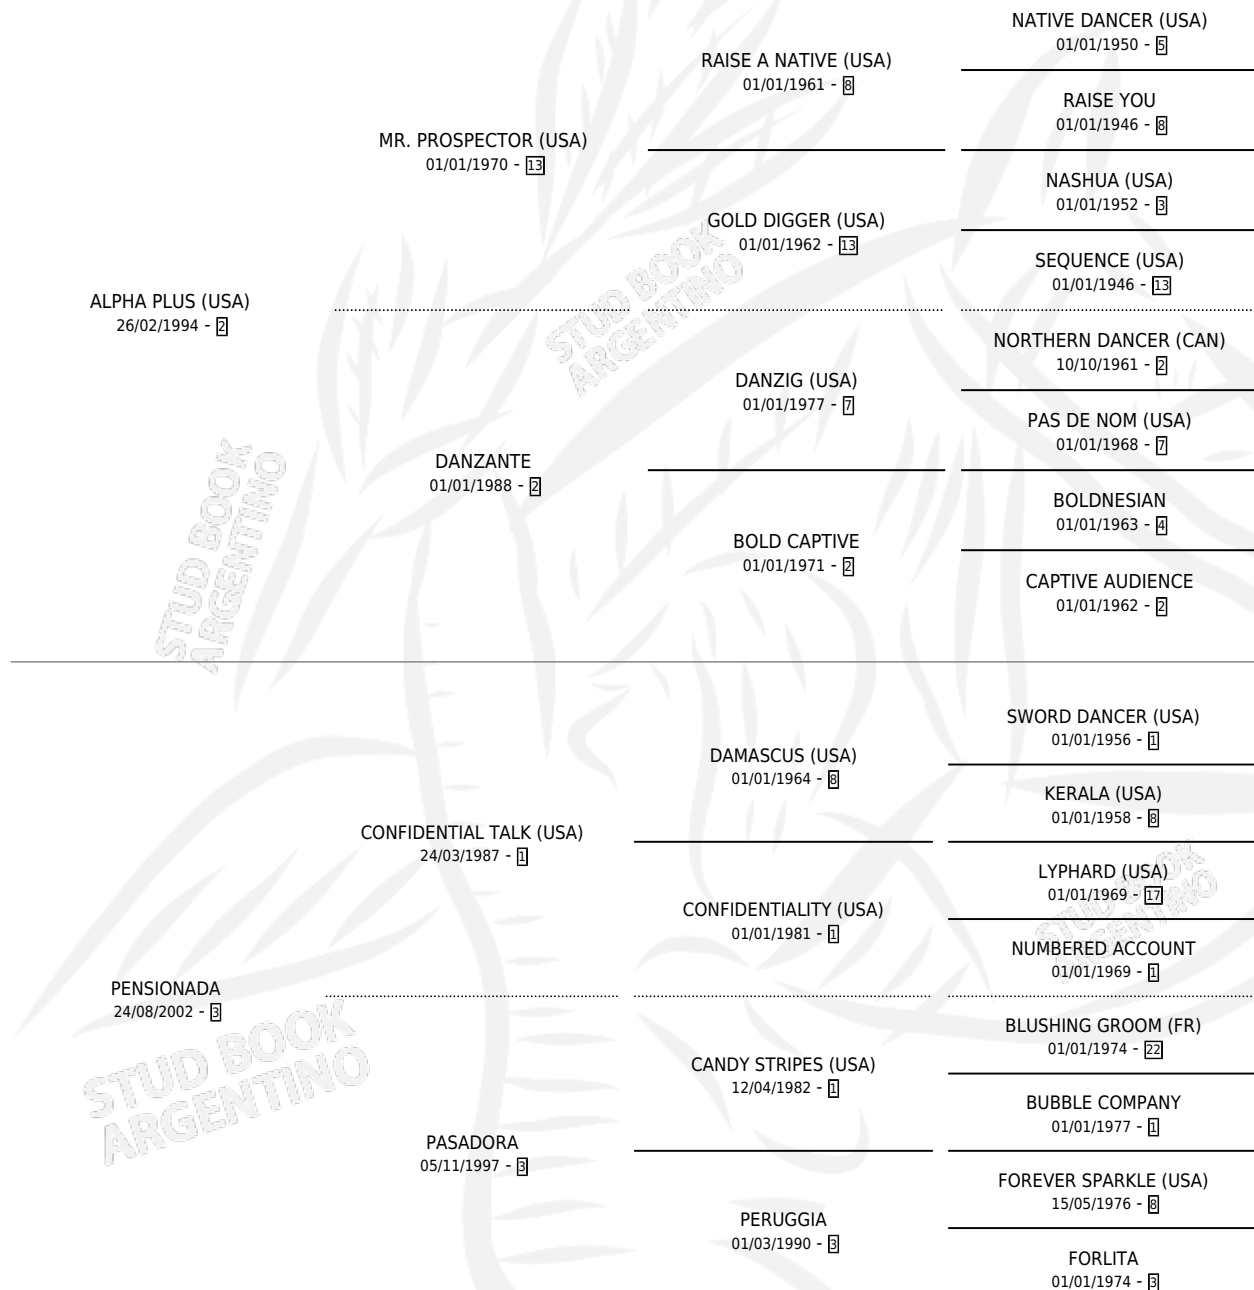 NATIVE DANCER (USA)
01/01/1950 - 5
RAISE A NATIVE (USA)
01/01/1961 - 8
RAISE YOU
01/01/1946 - 8
MR. PROSPECTOR (USA)
01/01/1970 - 13
NASHUA (USA)
01/01/1952 - 3
GOLD DIGGER (USA)
01/01/1962 - 13
SEQUENCE (USA)
01/01/1946 - 13
ALPHA PLUS (USA)
26/02/1994 - 2
STUD BOOK
ARGENTINO
NORTHERN DANCER (CAN)
10/10/1961 - 2
DANZIG (USA)
01/01/1977 - 7
PAS DE NOM (USA)
01/01/1968 - 7
DANZANTE
01/01/1988 - 2
BOLDNESIAN
01/01/1963 - 4
BOLD CAPTIVE
01/01/1971 - 2
CAPTIVE AUDIENCE
01/01/1962 - 2
STUD BOOK
ARGENTINO
SWORD DANCER (USA)
01/01/1956 - 1
DAMASCUS (USA)
01/01/1964 - 8
KERALA (USA)
01/01/1958 - 8
CONFIDENTIAL TALK (USA)
24/03/1987 - 1
LYPHARD (USA)
01/01/1969 - 17
CONFIDENTIALITY (USA)
01/01/1981 - 1
NUMBERED ACCOUNT
01/01/1969 - 1
STUD BOOK
ARGENTINO
PENSIONADA
24/08/2002 - 3
BLUSHING GROOM (FR)
01/01/1974 - 22
CANDY STRIPES (USA)
12/04/1982 - 1
BUBBLE COMPANY
01/01/1977 - 1
STUD BOOK
ARGENTINO
PASADORA
05/11/1997 - 3
FOREVER SPARKLE (USA)
15/05/1976 - 8
PERUGGIA
01/03/1990 - 3
FORLITA
01/01/1974 - 3